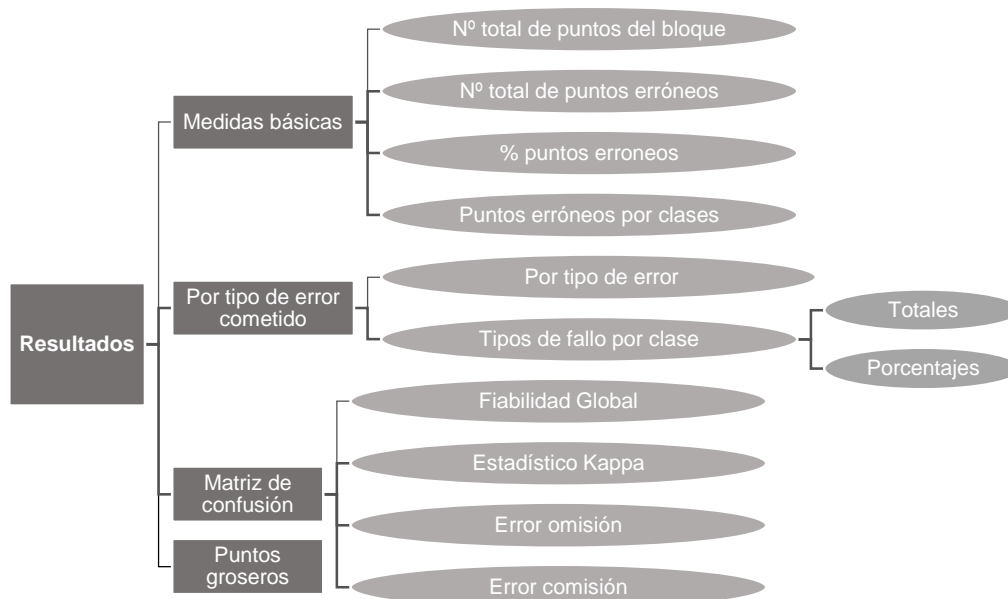 Resultados
Medidas básicas
Nº total de puntos del bloque
Nº total de puntos erróneos
% puntos erroneos
Puntos erróneos por clases
Por tipo de error
cometido
Por tipo de error
Tipos de fallo por clase
Totales
Porcentajes
Matriz de
confusión
Fiabilidad Global
Estadístico Kappa
Error omisión
Error comisión
Puntos
groseros